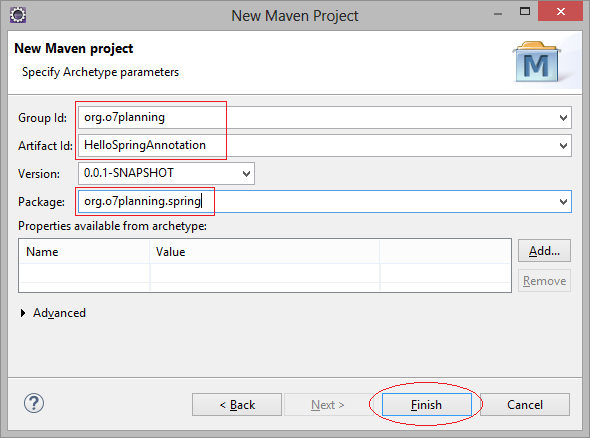 New Maven Project
New Maven project
Specify Archetype parameters
M
Group Id: org.o7planning
Artifact Id: HelloSpringAnnotation
Version: 0.0.1-SNAPSHOT
Package: org.o7planning.spring
Properties available from archetype:
Name Value
Add...
Remove
Advanced
? < Back Next > Finish Cancel